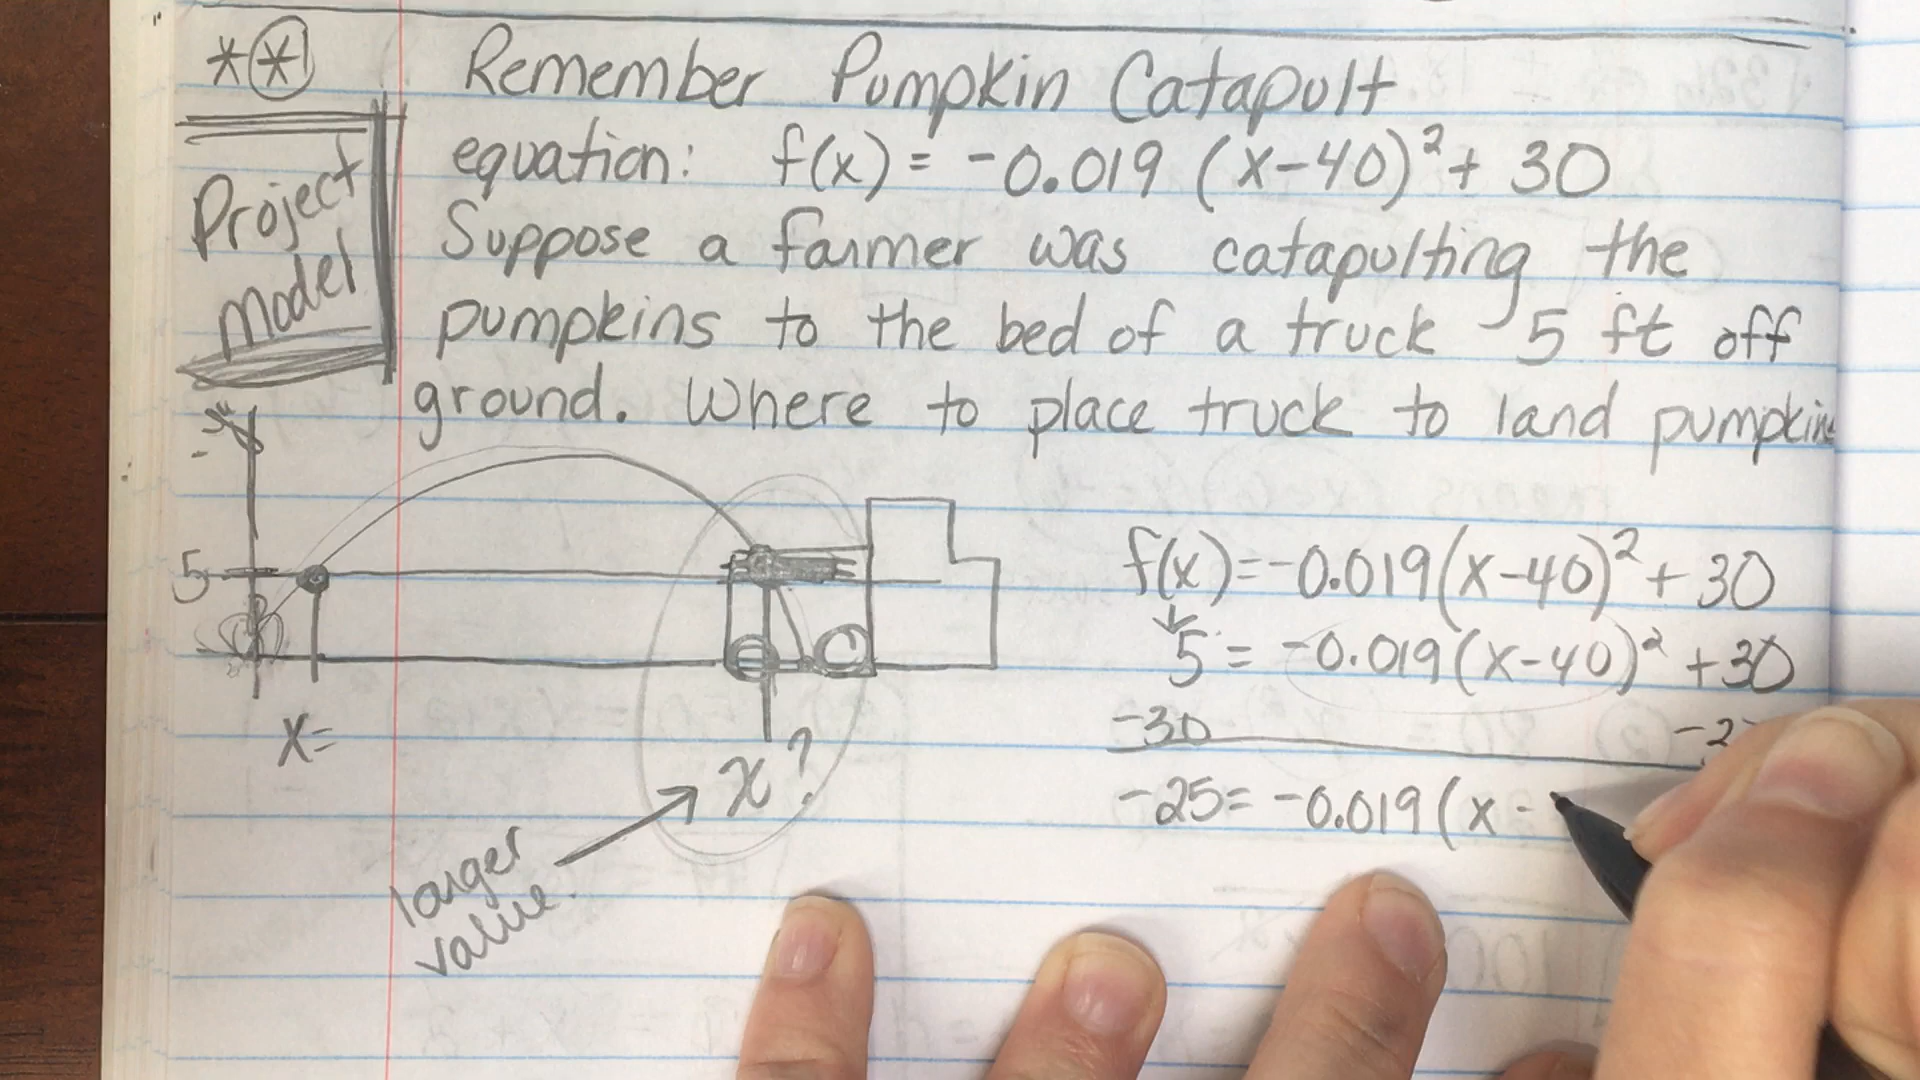 **
Project
Model
Remember Pumpkin Catapult
equation: f(x) = -0.019 (x-40)² + 30
Suppose a farmer was catapulting the
pumpkins to the bed of a truck 5 ft off
ground. Where to place truck to land pumpkin
5
x=
x?
larger
value.
f(x)=-0.019(x-40)²+30
5=-0.019(x-40)²+30
-30
-25=-0.019(x-